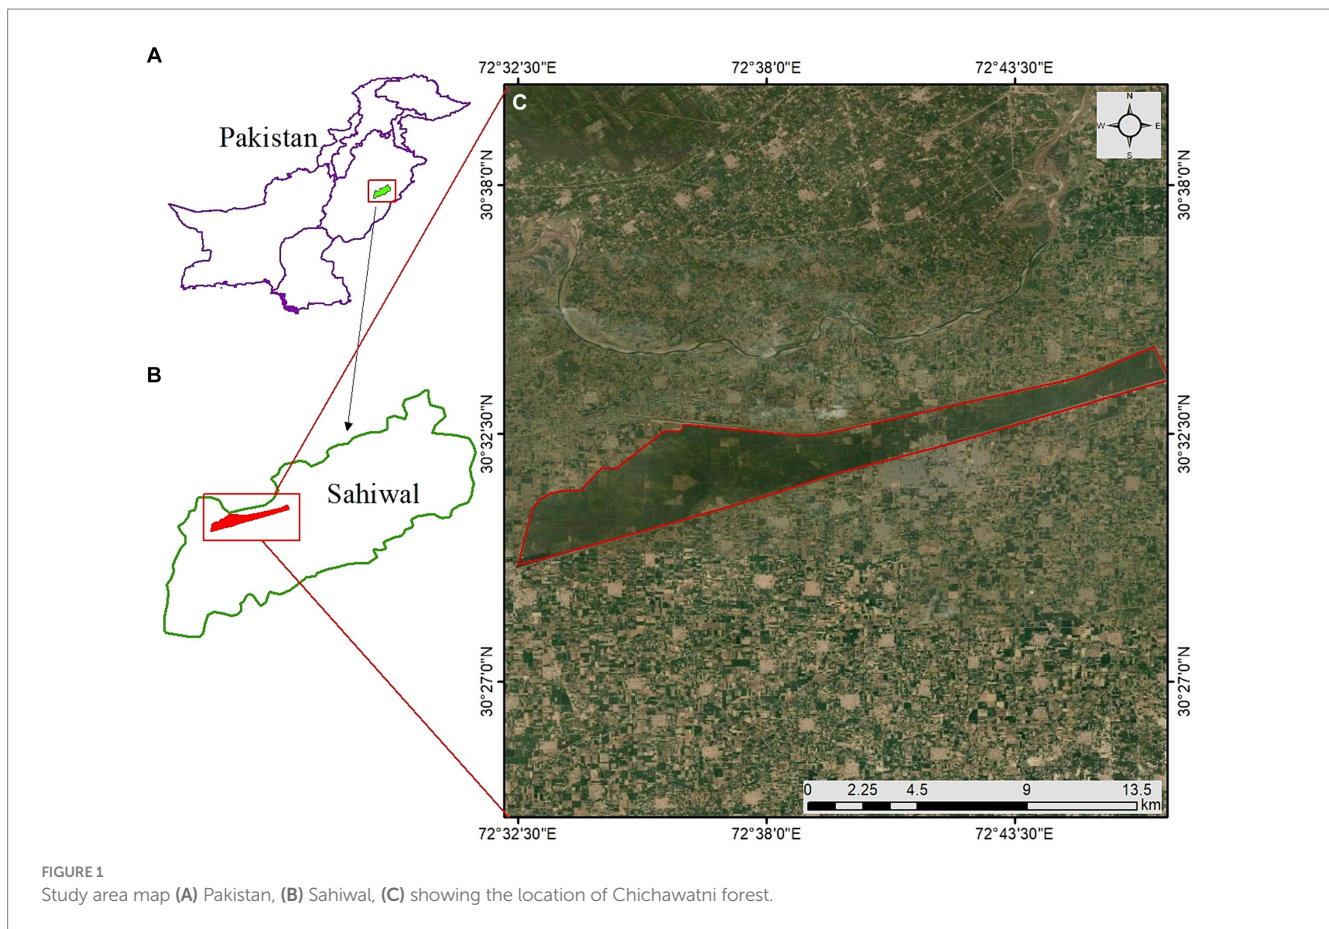 A
Pakistan
B
Sahiwal
72°32'30"E 72°38'0"E 72°43'30"E
C
N
W E
S
30°38'0"N 30°38'0"N
30°32'30"N 30°32'30"N
30°27'0"N 30°27'0"N
0 2.25 4.5 9 13.5
km
72°32'30"E 72°38'0"E 72°43'30"E
FIGURE 1
Study area map (A) Pakistan, (B) Sahiwal, (C) showing the location of Chichawatni forest.